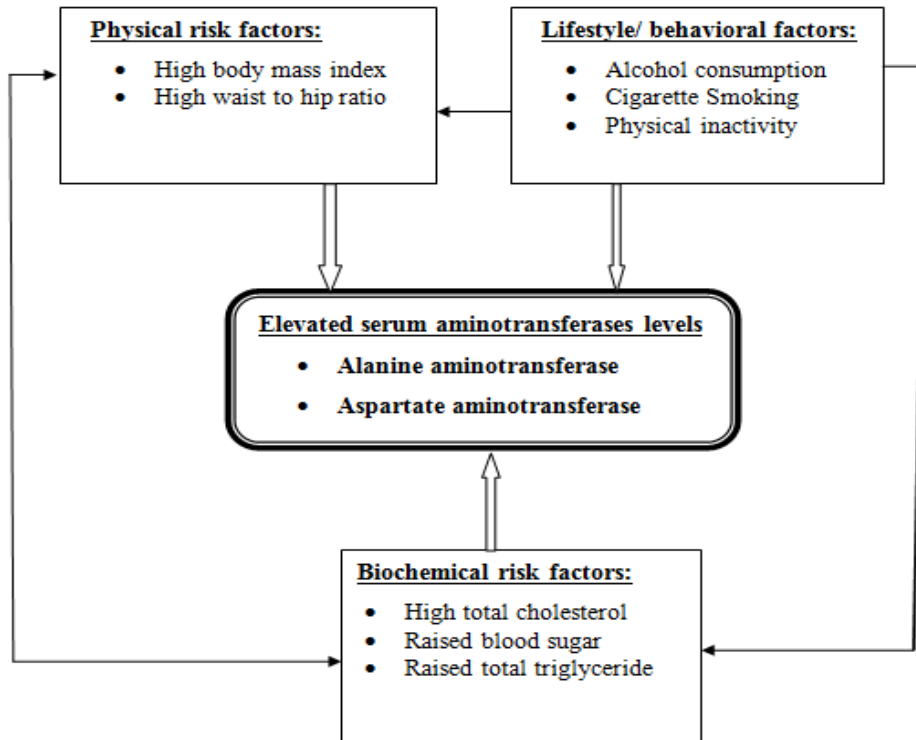 Physical risk factors:
• High body mass index
• High waist to hip ratio
Lifestyle/ behavioral factors:
• Alcohol consumption
• Cigarette Smoking
• Physical inactivity
Elevated serum aminotransferases levels
• Alanine aminotransferase
• Aspartate aminotransferase
Biochemical risk factors:
• High total cholesterol
• Raised blood sugar
• Raised total triglyceride